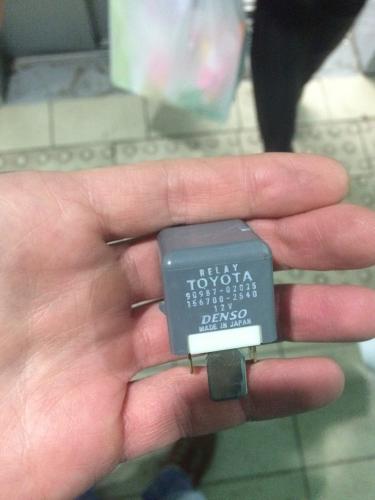 RELAY
TOYOTA
90987-02025
156700-2540
12V
DENSO
MADE IN JAPAN